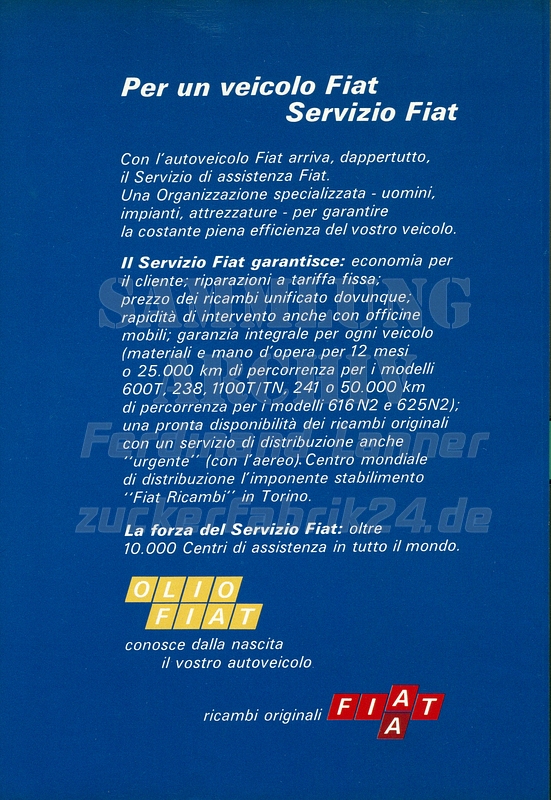 Per un veicolo Fiat
Servizio Fiat
Con l'autoveicolo Fiat arriva, dappertutto,
il Servizio di assistenza Fiat.
Una Organizzazione specializzata - uomini,
impianti, attrezzature - per garantire
la costante piena efficienza del vostro veicolo.
Il Servizio Fiat garantisce: economia per
il cliente; riparazioni a tariffa fissa;
prezzo dei ricambi unificato dovunque;
rapidità di intervento anche con officine
mobili; garanzia integrale per ogni veicolo
(materiali e mano d'opera per 12 mesi
o 25.000 km di percorrenza per i modelli
600T, 238, 1100T/TN, 241 o 50.000 km
di percorrenza per i modelli 616 N2 e 625N2);
una pronta disponibilità dei ricambi originali
con un servizio di distribuzione anche
"urgente" (con l'aereo). Centro mondiale
di distribuzione l'imponente stabilimento
"Fiat Ricambi" in Torino.
La forza del Servizio Fiat: oltre
10.000 Centri di assistenza in tutto il mondo.
OLIO
FIAT
conosce dalla nascita
il vostro autoveicolo
ricambi originali FIAT
A
SAMMLUNG
ARCHIV
Ferdinand Lanner
zuckerfabrik24.de